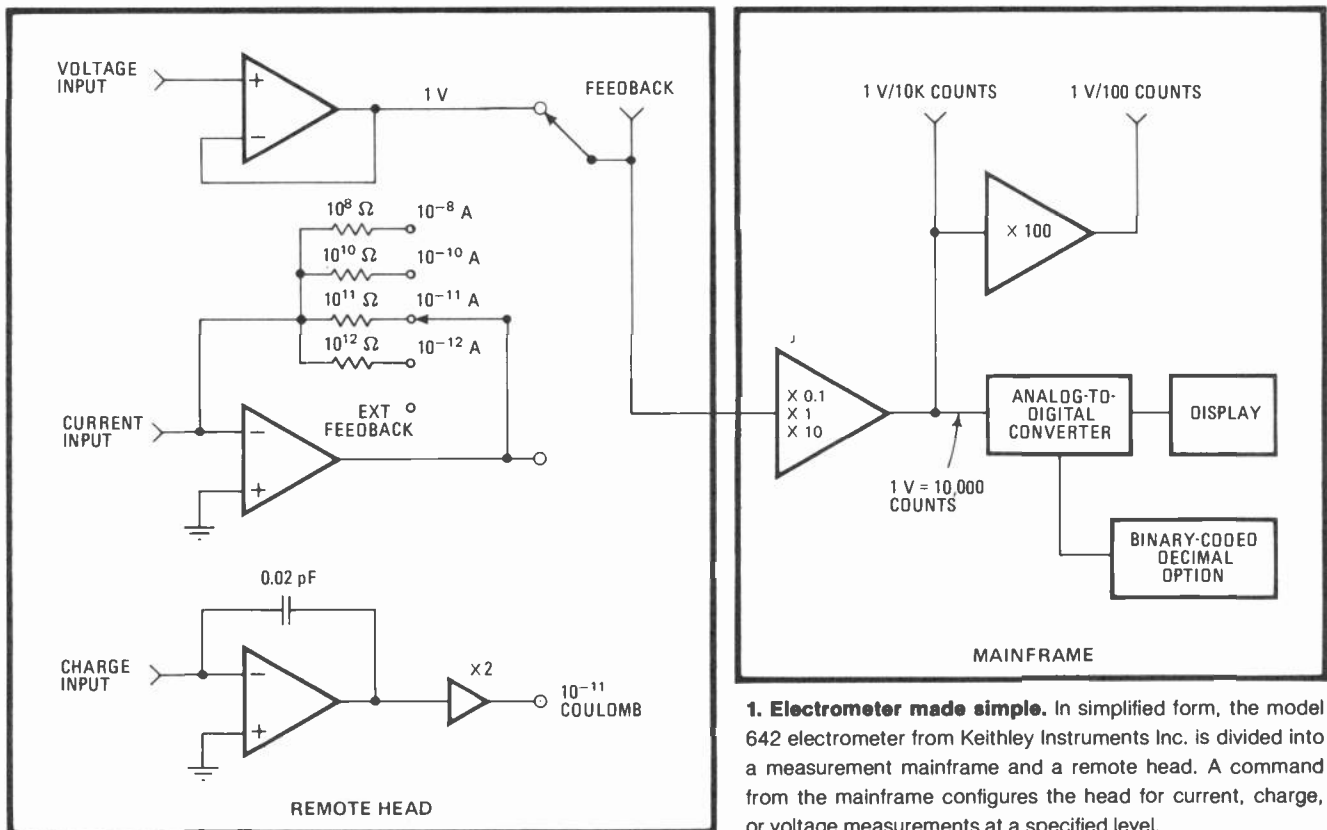 VOLTAGE
INPUT
+
−
1 V
FEEDBACK
10⁸ Ω
10⁻⁸ A
10¹⁰ Ω
10⁻¹⁰ A
10¹¹ Ω
10⁻¹¹ A
10¹² Ω
10⁻¹² A
CURRENT
INPUT
EXT
FEEDBACK
−
+
0.02 pF
CHARGE
INPUT
−
+
X 2
10⁻¹¹
COULOMB
REMOTE HEAD
1 V/10K COUNTS
1 V/100 COUNTS
X 100
X 0.1
X 1
X 10
1 V = 10,000
COUNTS
ANALOG-TO-
DIGITAL
CONVERTER
DISPLAY
BINARY-CODED
DECIMAL
OPTION
MAINFRAME
1. Electrometer made simple. In simplified form, the model
642 electrometer from Keithley Instruments Inc. is divided into
a measurement mainframe and a remote head. A command
from the mainframe configures the head for current, charge,
or voltage measurements at a specified level.